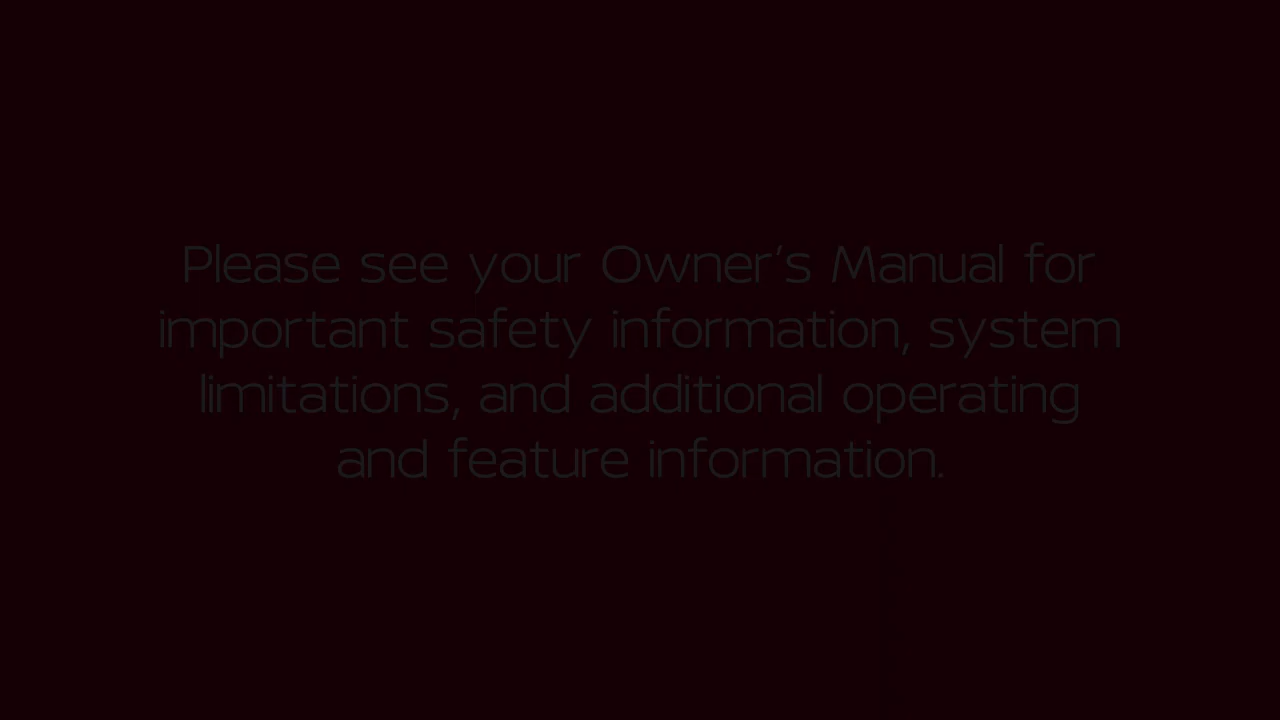 Please see your Owner’s Manual for
important safety information, system
limitations, and additional operating
and feature information.